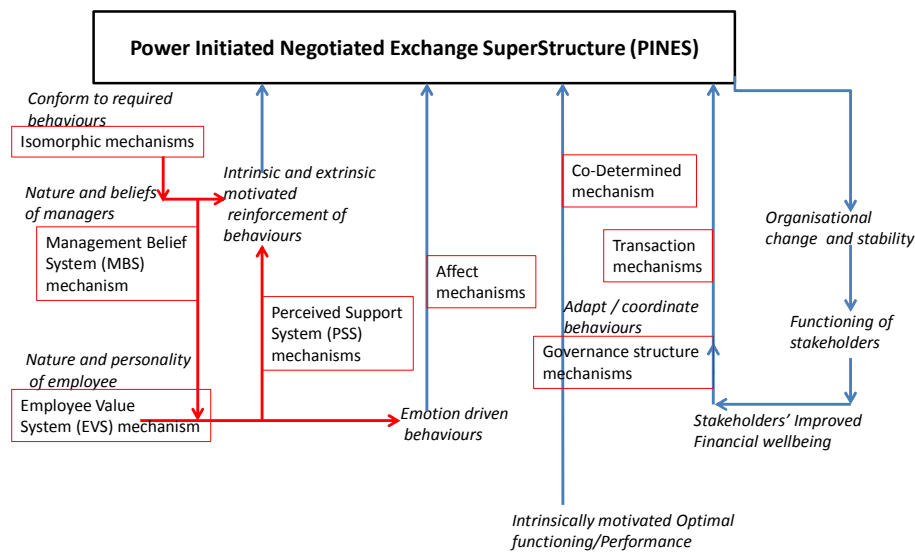 Power Initiated Negotiated Exchange SuperStructure (PINES)
Conform to required
behaviours
Isomorphic mechanisms
Nature and beliefs
of managers
Intrinsic and extrinsic
motivated
reinforcement of
behaviours
Management Belief
System (MBS)
mechanism
Perceived Support
System (PSS)
mechanisms
Nature and personality
of employee
Employee Value
System (EVS) mechanism
Affect
mechanisms
Emotion driven
behaviours
Co-Determined
mechanism
Transaction
mechanisms
Adapt / coordinate
behaviours
Governance structure
mechanisms
Intrinsically motivated Optimal
functioning/Performance
Organisational
change and stability
Functioning of
stakeholders
Stakeholders' Improved
Financial wellbeing